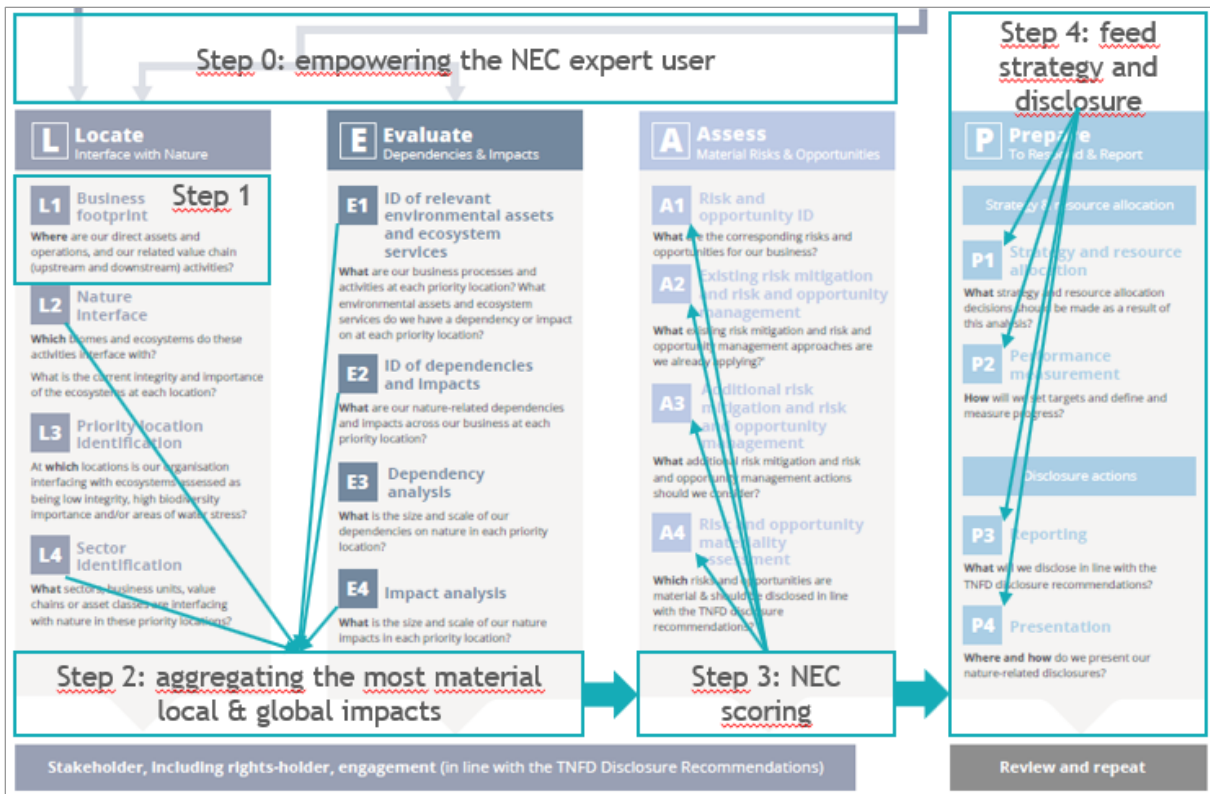 Step 0: empowering the NEC expert user
Step 4: feed
strategy and
disclosure
L
Locate
Interface with Nature
Step 1
L1
Business
footprint
Where are our direct assets and
operations, and our related value chain
(upstream and downstream) activities?
L2
Nature
Interface
Which biomes and ecosystems do these
activities interface with?
What is the current integrity and importance
of the ecosystems at each location?
L3
Priority location
identification
At which locations is our organisation
interfacing with ecosystems assessed as
being low integrity, high biodiversity
importance and/or areas of water stress?
L4
Sector
identification
What sectors, business units, value
chains or asset classes are interfacing
with nature in these priority locations?
E
Evaluate
Dependencies & Impacts
E1
ID of relevant
environmental assets
and ecosystem
services
What are our business processes and
activities at each priority location? What
environmental assets and ecosystem
services do we have a dependency or impact
on at each priority location?
E2
ID of dependencies
and impacts
What are our nature-related dependencies
and impacts across our business at each
priority location?
E3
Dependency
analysis
What is the size and scale of our
dependencies on nature in each priority
location?
E4
Impact analysis
What is the size and scale of our nature
impacts in each priority location?
A
Assess
Material Risks & Opportunities
A1
Risk and
opportunity ID
What are the corresponding risks and
opportunities for our business?
A2
Existing risk mitigation
and risk and opportunity
management
What existing risk mitigation and risk and
opportunity management approaches are
we already applying?'
A3
Additional risk
mitigation and risk
and opportunity
management
What additional risk mitigation and risk
and opportunity management actions
should we consider?
A4
Risk and opportunity
materiality
assessment
Which risks and opportunities are
material & should be disclosed in line
with the TNFD disclosure
recommendations?
P
Prepare
To Respond & Report
Strategy & resource allocation
P1
Strategy and resource
allocation
What strategy and resource allocation
decisions should be made as a result of
this analysis?
P2
Performance
measurement
How will we set targets and define and
measure progress?
Disclosure actions
P3
Reporting
What will we disclose in line with the
TNFD disclosure recommendations?
P4
Presentation
Where and how do we present our
nature-related disclosures?
Step 2: aggregating the most material
local & global impacts
Step 3: NEC
scoring
Stakeholder, including rights-holder, engagement (in line with the TNFD Disclosure Recommendations)
Review and repeat